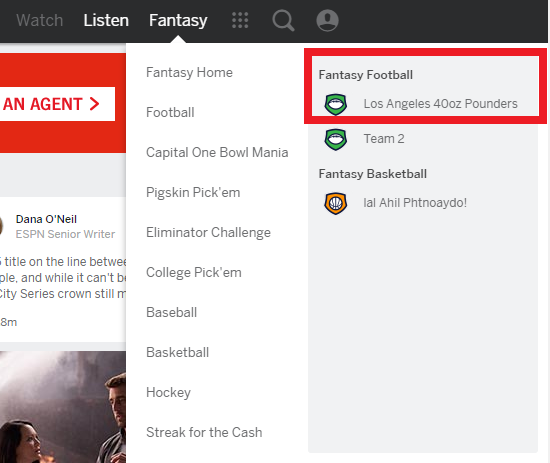 Watch Listen Fantasy
AN AGENT >
Dana O'Neil
ESPN Senior Writer
5 title on the line between
ple, and while it can't be
City Series crown still m
8m
Fantasy Home
Football
Capital One Bowl Mania
Pigskin Pick'em
Eliminator Challenge
College Pick'em
Baseball
Basketball
Hockey
Streak for the Cash
Fantasy Football
Los Angeles 40oz Pounders
Team 2
Fantasy Basketball
lal Ahil Phtnoaydo!